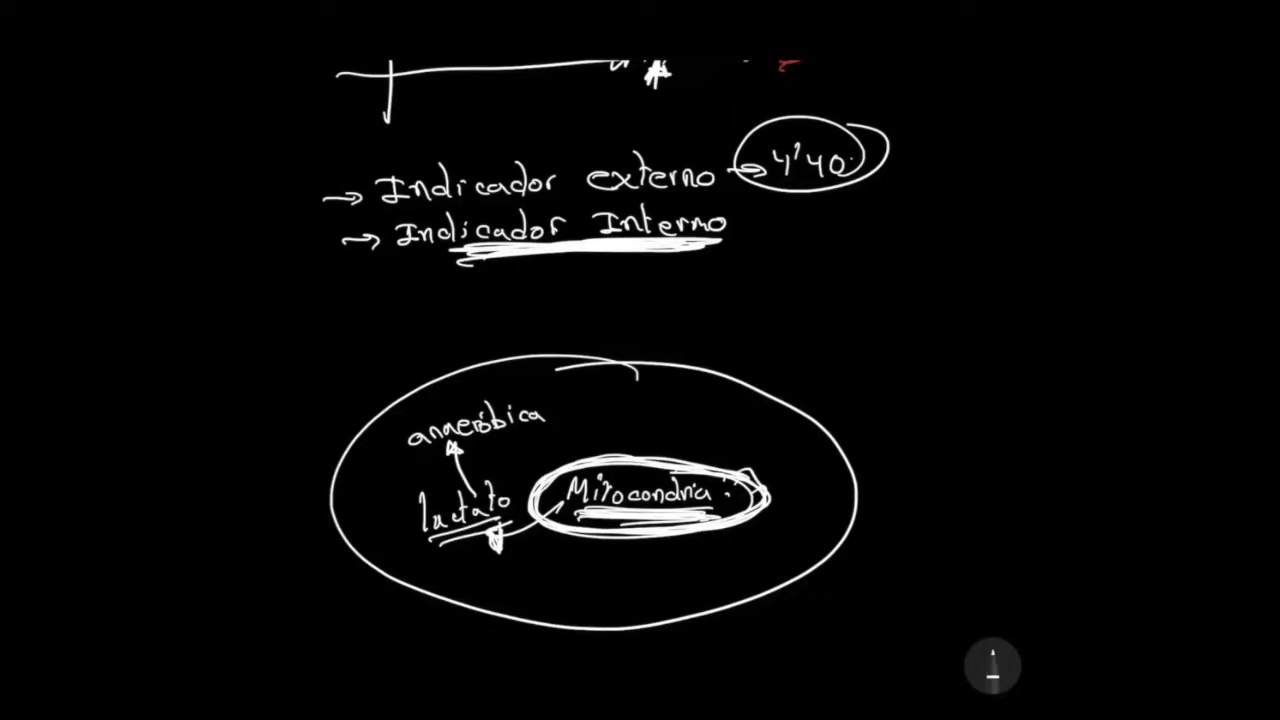 → Indicador externo → 4'40
→ Indicador Interno
anaeróbica
lactato
Mitocondria